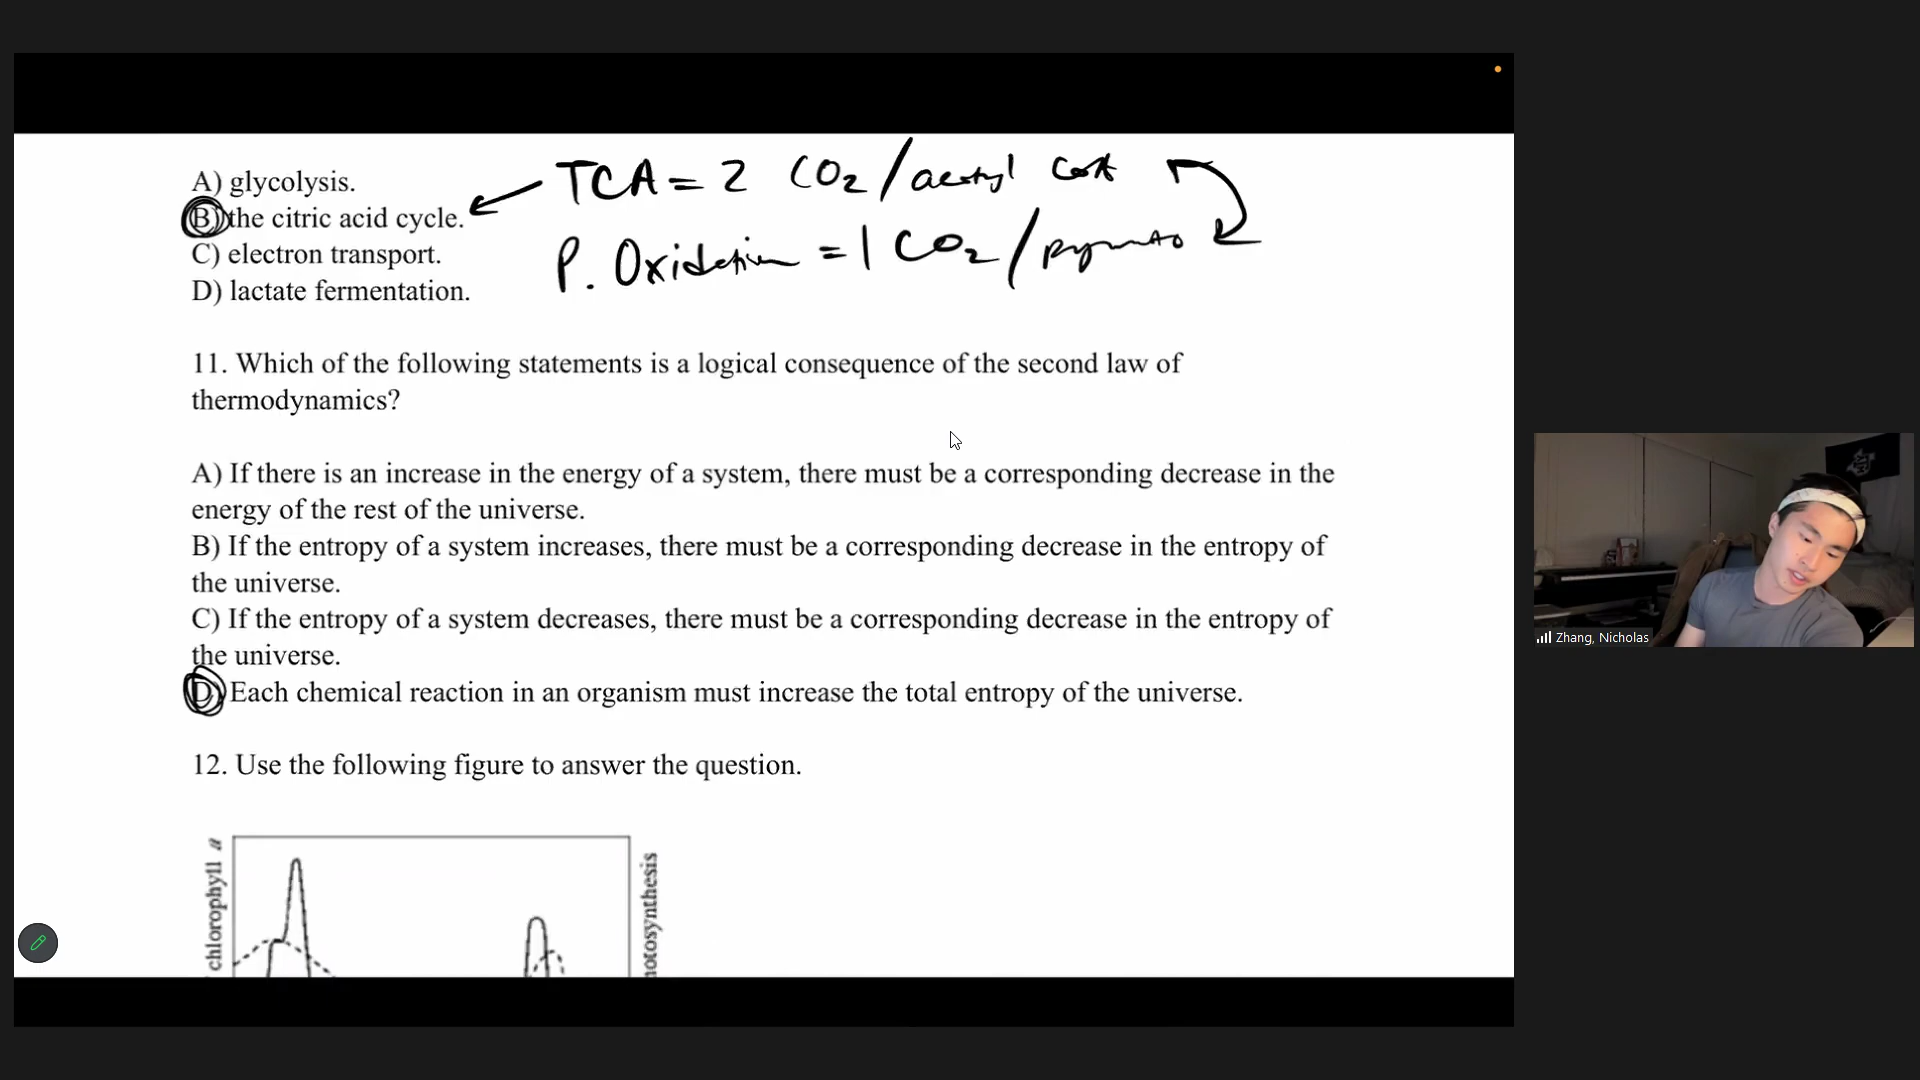 A) glycolysis.
TCA = 2 CO2 / acetyl CoA
B) the citric acid cycle.
C) electron transport.
P. Oxidation = 1 CO2 / pyruvate
D) lactate fermentation.
11. Which of the following statements is a logical consequence of the second law of
thermodynamics?
A) If there is an increase in the energy of a system, there must be a corresponding decrease in the
energy of the rest of the universe.
B) If the entropy of a system increases, there must be a corresponding decrease in the entropy of
the universe.
C) If the entropy of a system decreases, there must be a corresponding decrease in the entropy of
the universe.
D) Each chemical reaction in an organism must increase the total entropy of the universe.
12. Use the following figure to answer the question.
chlorophyll a
Zhang, Nicholas